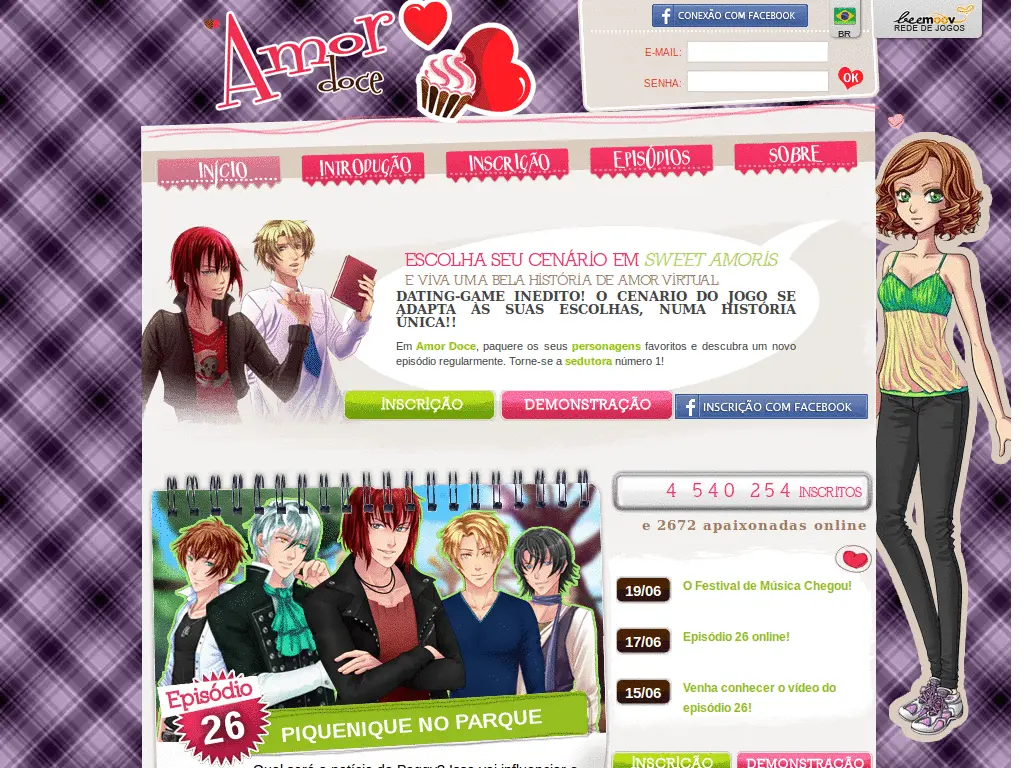 Amor
doce
CONEXÃO COM FACEBOOK
BR
beemoov
REDE DE JOGOS
E-MAIL:
SENHA:
OK
INÍCIO
INTRODUÇÃO
INSCRIÇÃO
EPISÓDIOS
SOBRE
ESCOLHA SEU CENÁRIO EM SWEET AMORIS
E VIVA UMA BELA HISTÓRIA DE AMOR VIRTUAL
DATING-GAME INEDITO! O CENARIO DO JOGO SE
ADAPTA ÀS SUAS ESCOLHAS, NUMA HISTÓRIA
ÚNICA!!
Em Amor Doce, paquere os seus personagens favoritos e descubra um novo
episódio regularmente. Torne-se a sedutora número 1!
INSCRIÇÃO
DEMONSTRAÇÃO
INSCRIÇÃO COM FACEBOOK
4 540 254 INSCRITOS
e 2672 apaixonadas online
19/06
O Festival de Música Chegou!
17/06
Episódio 26 online!
15/06
Venha conhecer o vídeo do
episódio 26!
Episódio
26
PIQUENIQUE NO PARQUE
Qual será a notícia da Peggy? Isso vai influenciar o
INSCRIÇÃO
DEMONSTRAÇÃO